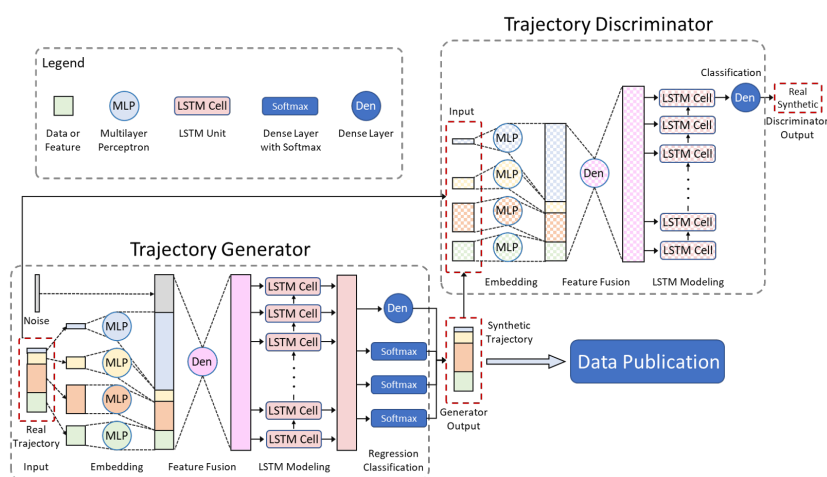 Trajectory Discriminator
Legend
MLP
LSTM Cell
Softmax
Den
Data or
Feature
Multilayer
Perceptron
LSTM Unit
Dense Layer
with Softmax
Dense Layer
Input
MLP
MLP
MLP
MLP
Den
LSTM Cell
LSTM Cell
LSTM Cell
LSTM Cell
LSTM Cell
Classification
Den
Real
Synthetic
Discriminator
Output
Embedding
Feature Fusion
LSTM Modeling
Trajectory Generator
Noise
Real
Trajectory
Input
MLP
MLP
MLP
MLP
Embedding
Den
Feature Fusion
LSTM Cell
LSTM Cell
LSTM Cell
LSTM Cell
LSTM Cell
LSTM Modeling
Den
Softmax
Softmax
Softmax
Regression
Classification
Synthetic
Trajectory
Generator
Output
Data Publication